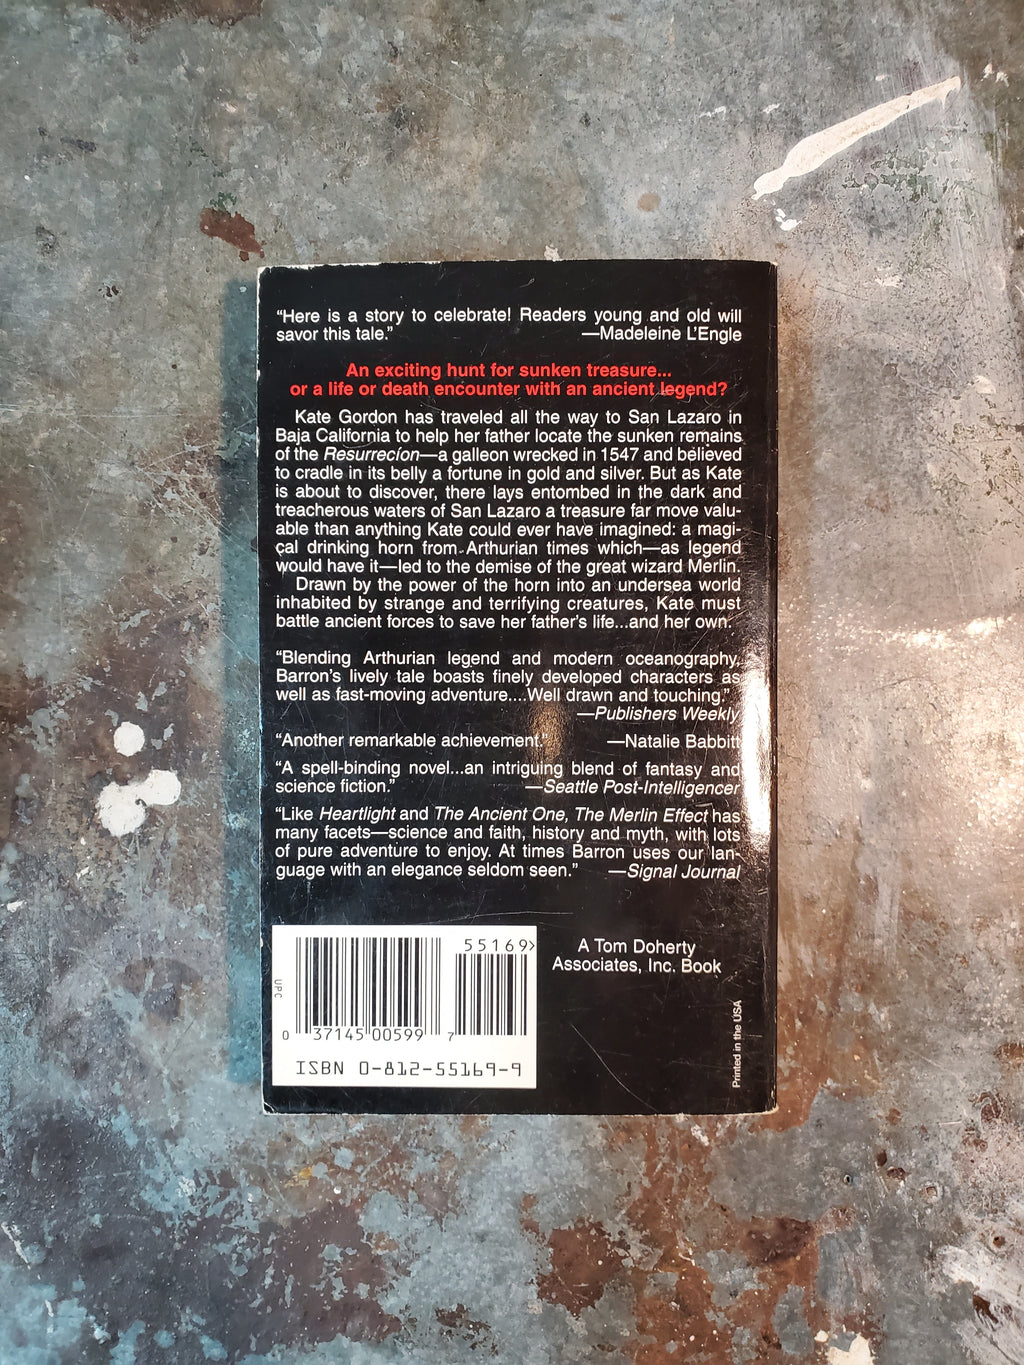 “Here is a story to celebrate! Readers young and old will
savor this tale.” —Madeleine L’Engle
An exciting hunt for sunken treasure...
or a life or death encounter with an ancient legend?
Kate Gordon has traveled all the way to San Lazaro in
Baja California to help her father locate the sunken remains
of the Resurrecíon—a galleon wrecked in 1547 and believed
to cradle in its belly a fortune in gold and silver. But as Kate
is about to discover, there lays entombed in the dark and
treacherous waters of San Lazaro a treasure far move valu-
able than anything Kate could ever have imagined: a magi-
cal drinking horn from Arthurian times which—as legend
would have it—led to the demise of the great wizard Merlin.
Drawn by the power of the horn into an undersea world
inhabited by strange and terrifying creatures, Kate must
battle ancient forces to save her father’s life...and her own.
“Blending Arthurian legend and modern oceanography,
Barron’s lively tale boasts finely developed characters as
well as fast-moving adventure....Well drawn and touching.”
—Publishers Weekly
“Another remarkable achievement.” —Natalie Babbitt
“A spell-binding novel...an intriguing blend of fantasy and
science fiction.” —Seattle Post-Intelligencer
“Like Heartlight and The Ancient One, The Merlin Effect has
many facets—science and faith, history and myth, with lots
of pure adventure to enjoy. At times Barron uses our lan-
guage with an elegance seldom seen.” —Signal Journal
55169>
UPC
0 37145 00599 7
ISBN 0-812-55169-9
A Tom Doherty
Associates, Inc. Book
Printed in the USA